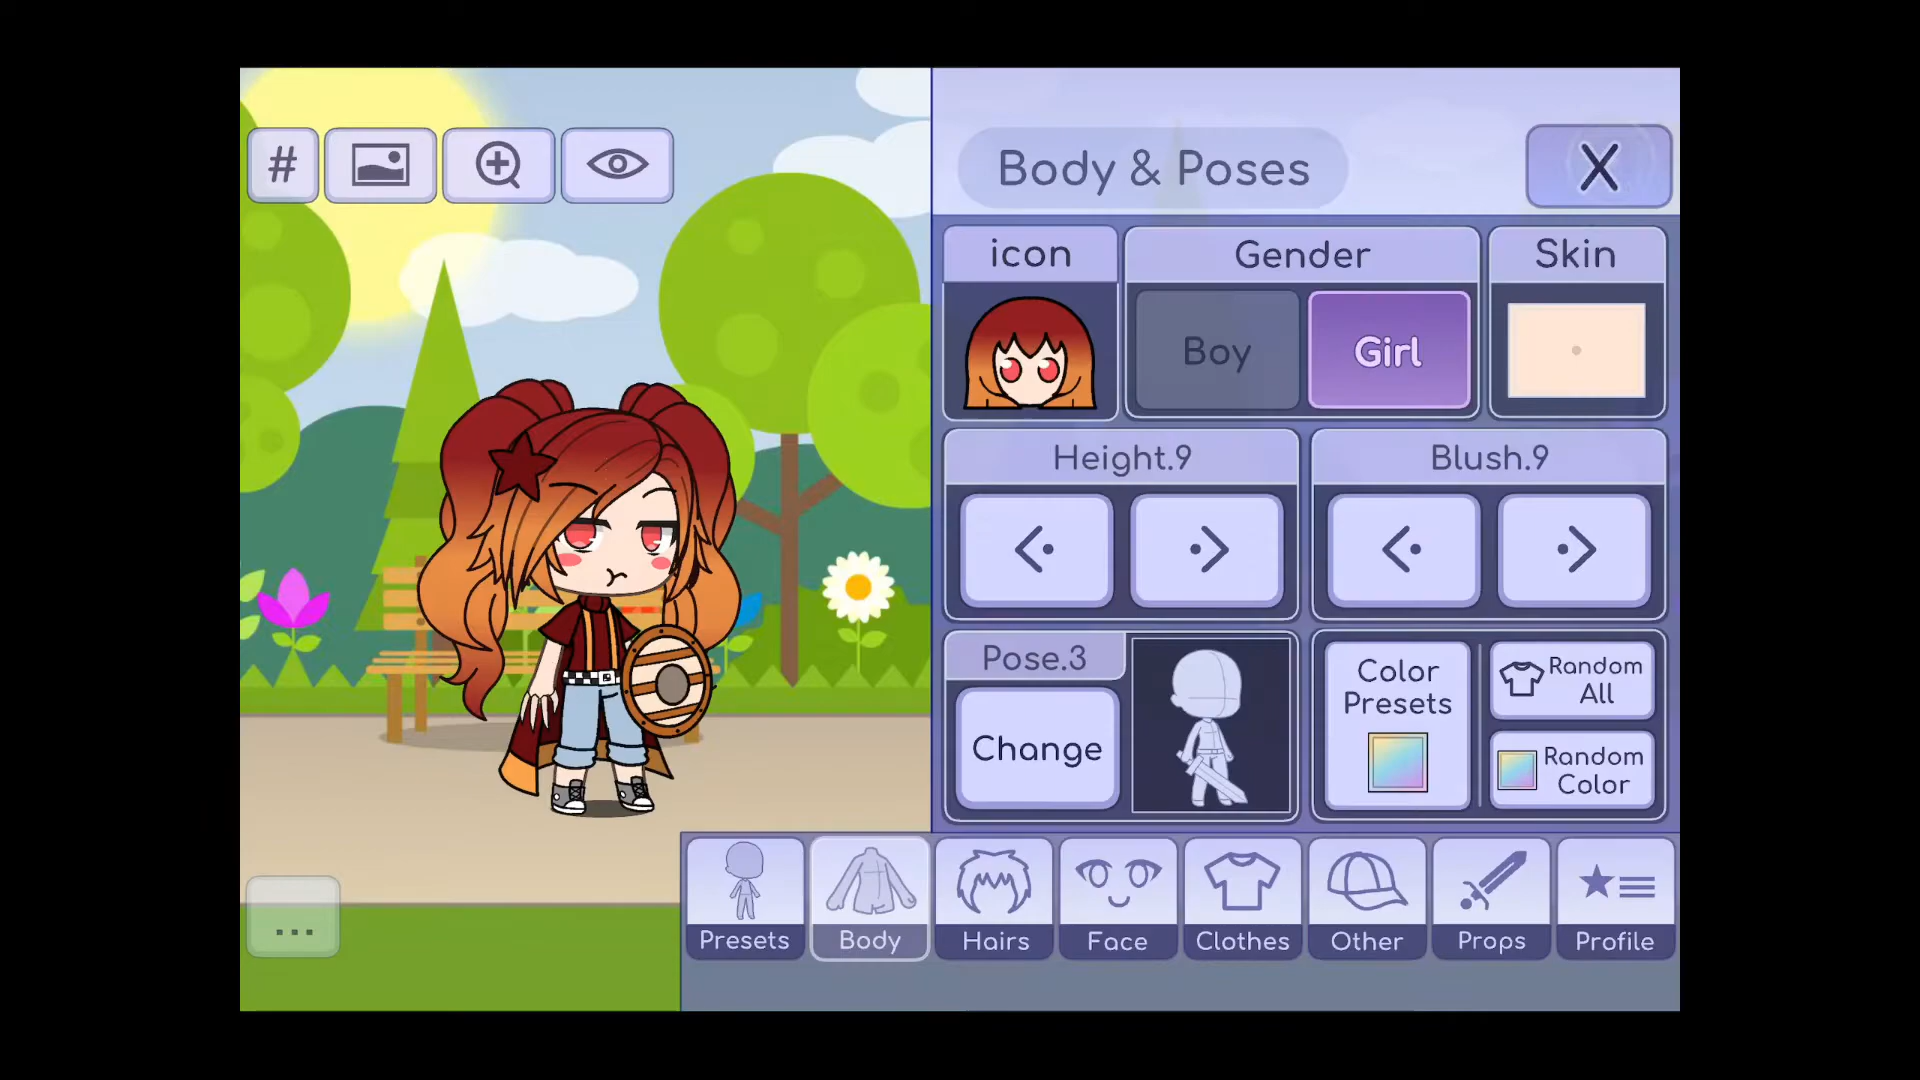 #
Body & Poses
X
icon
Gender
Skin
Boy
Girl
Height.9
Blush.9
Pose.3
Change
Color
Presets
Random
All
Random
Color
...
Presets
Body
Hairs
Face
Clothes
Other
Props
Profile